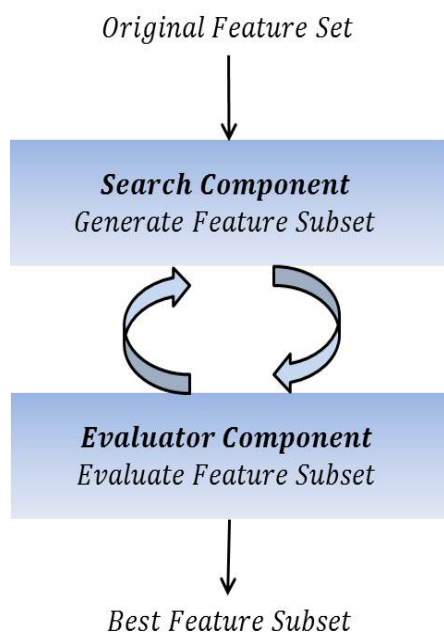 Original Feature Set
Search Component
Generate Feature Subset
Evaluator Component
Evaluate Feature Subset
Best Feature Subset